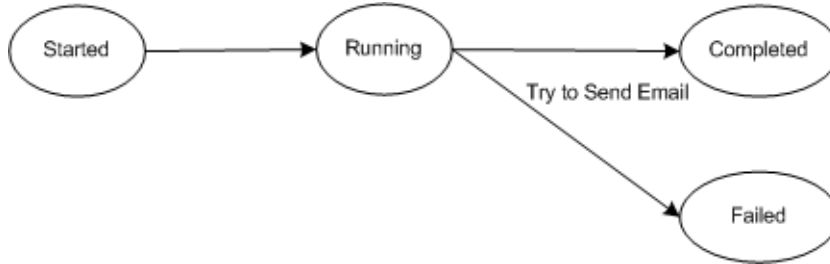 Started
Running
Completed
Try to Send Email
Failed